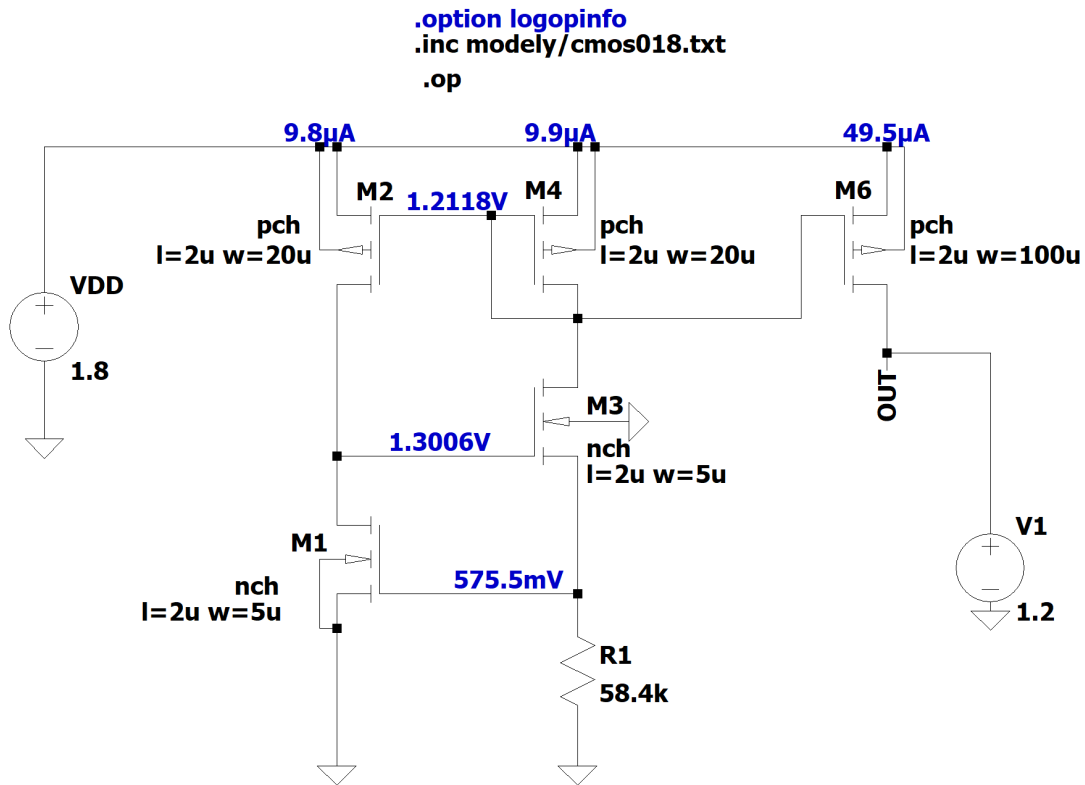 .option logopinfo
.inc modely/cmos018.txt
.op
9.8µA
9.9µA
49.5µA
M2
1.2118V
M4
M6
pch
l=2u w=20u
pch
l=2u w=20u
pch
l=2u w=100u
VDD
1.8
OUT
M3
nch
l=2u w=5u
1.3006V
M1
nch
l=2u w=5u
575.5mV
V1
1.2
R1
58.4k